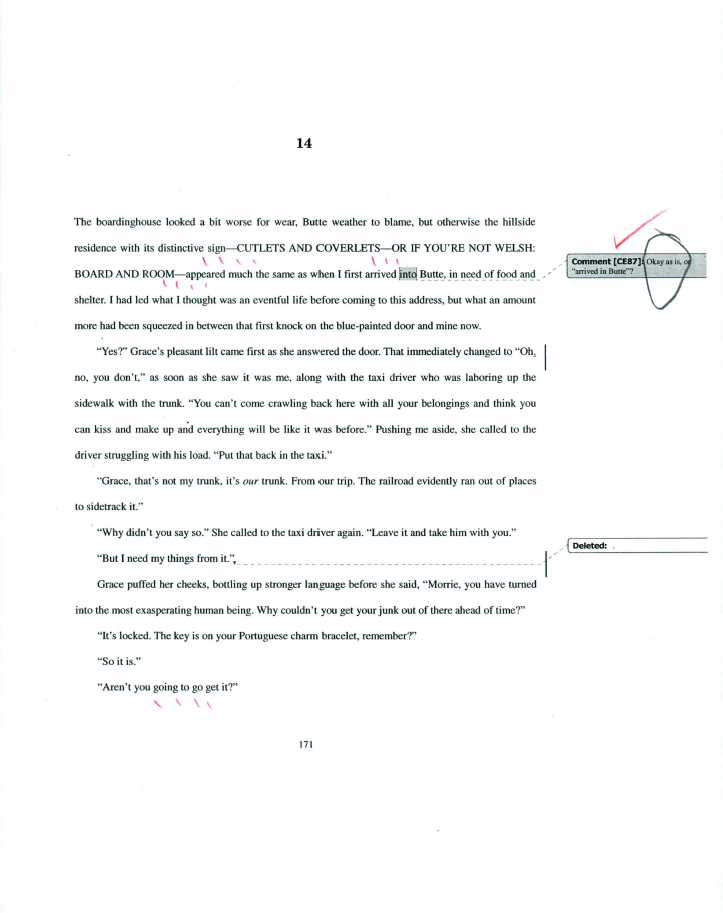 14
The boardinghouse looked a bit worse for wear, Butte weather to blame, but otherwise the hillside
residence with its distinctive sign—CUTLETS AND COVERLETS—OR IF YOU'RE NOT WELSH:
BOARD AND ROOM—appeared much the same as when I first arrived into Butte, in need of food and
shelter. I had led what I thought was an eventful life before coming to this address, but what an amount
more had been squeezed in between that first knock on the blue-painted door and mine now.
“Yes?” Grace's pleasant lilt came first as she answered the door. That immediately changed to “Oh,
no, you don't,” as soon as she saw it was me, along with the taxi driver who was laboring up the
sidewalk with the trunk. “You can't come crawling back here with all your belongings and think you
can kiss and make up and everything will be like it was before.” Pushing me aside, she called to the
driver struggling with his load. “Put that back in the taxi.”
“Grace, that's not my trunk, it's our trunk. From our trip. The railroad evidently ran out of places
to sidetrack it.”
“Why didn't you say so.” She called to the taxi driver again. “Leave it and take him with you.”
“But I need my things from it.”
Grace puffed her cheeks, bottling up stronger language before she said, “Morrie, you have turned
into the most exasperating human being. Why couldn't you get your junk out of there ahead of time?”
“It's locked. The key is on your Portuguese charm bracelet, remember?”
“So it is.”
“Aren't you going to go get it?”
171
Comment [CE87]: Okay as is, or
“arrived in Butte”?
Deleted: .